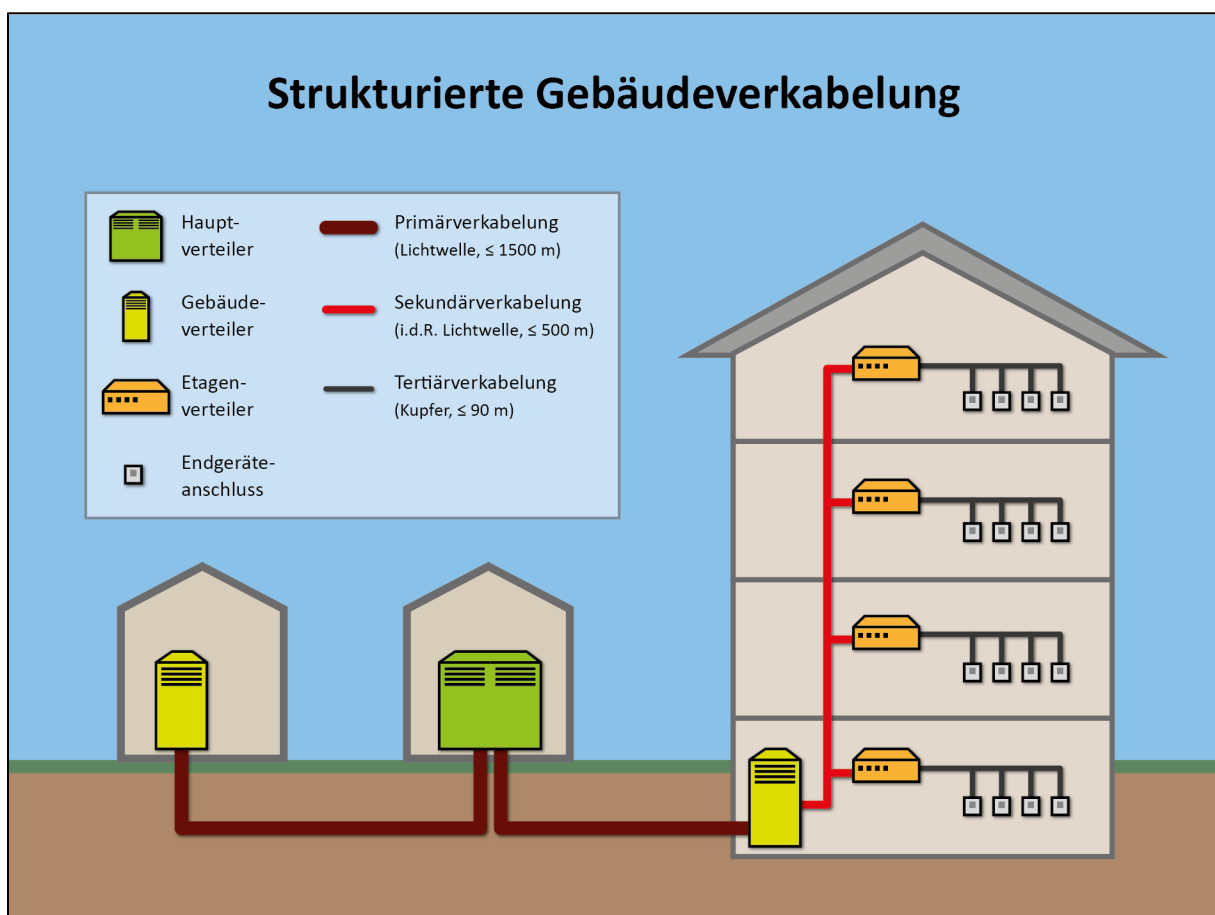 Strukturierte Gebäudeverkabelung
Haupt-
verteiler
Primärverkabelung
(Lichtwelle, ≤ 1500 m)
Gebäude-
verteiler
Sekundärverkabelung
(i.d.R. Lichtwelle, ≤ 500 m)
Etagen-
verteiler
Tertiärverkabelung
(Kupfer, ≤ 90 m)
Endgeräte-
anschluss